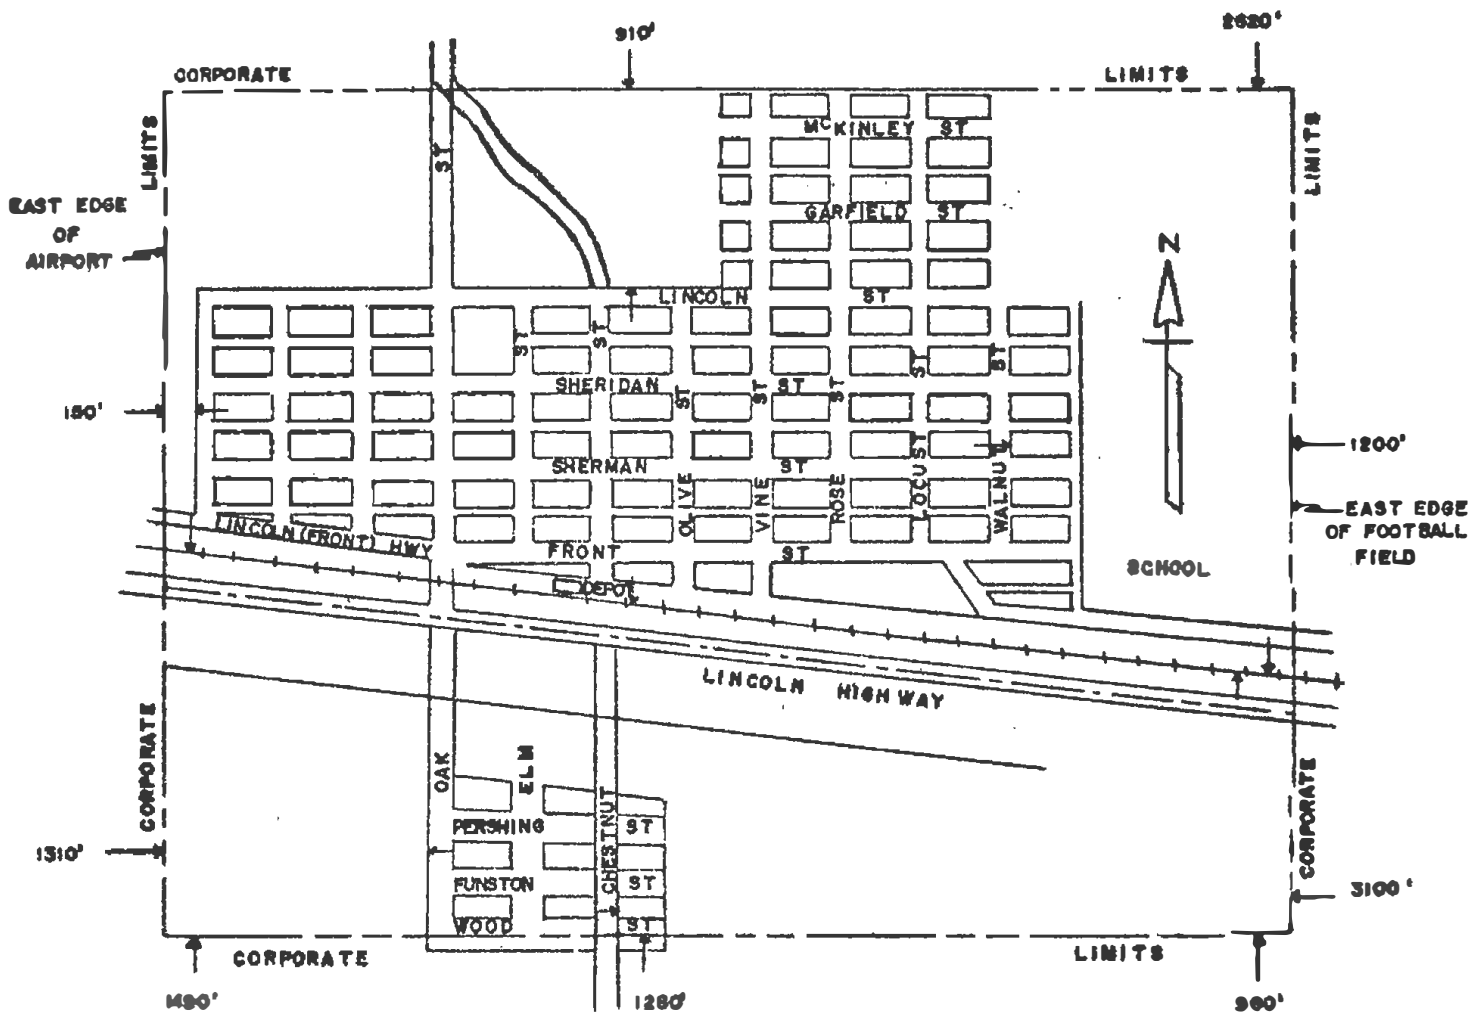 2620'
910'
CORPORATE
LIMITS
LIMITS
LIMITS
McKINLEY ST
ST
EAST EDGE
OF
AIRPORT
GARFIELD ST
N
LINCOLN ST
ST
ST
ST
ST
SHERIDAN ST
ST
ST
ST
150'
1200'
SHERMAN ST
OLIVE
VINE
ROSE
LOCUST
WALNUT
EAST EDGE
OF FOOTBALL
FIELD
LINCOLN (FRONT) HWY
FRONT ST
SCHOOL
DEPOT
LINCOLN HIGHWAY
CORPORATE
OAK
ELM
CHESTNUT
CORPORATE
PERSHING ST
1310'
FUNSTON ST
3100'
WOOD ST
CORPORATE
LIMITS